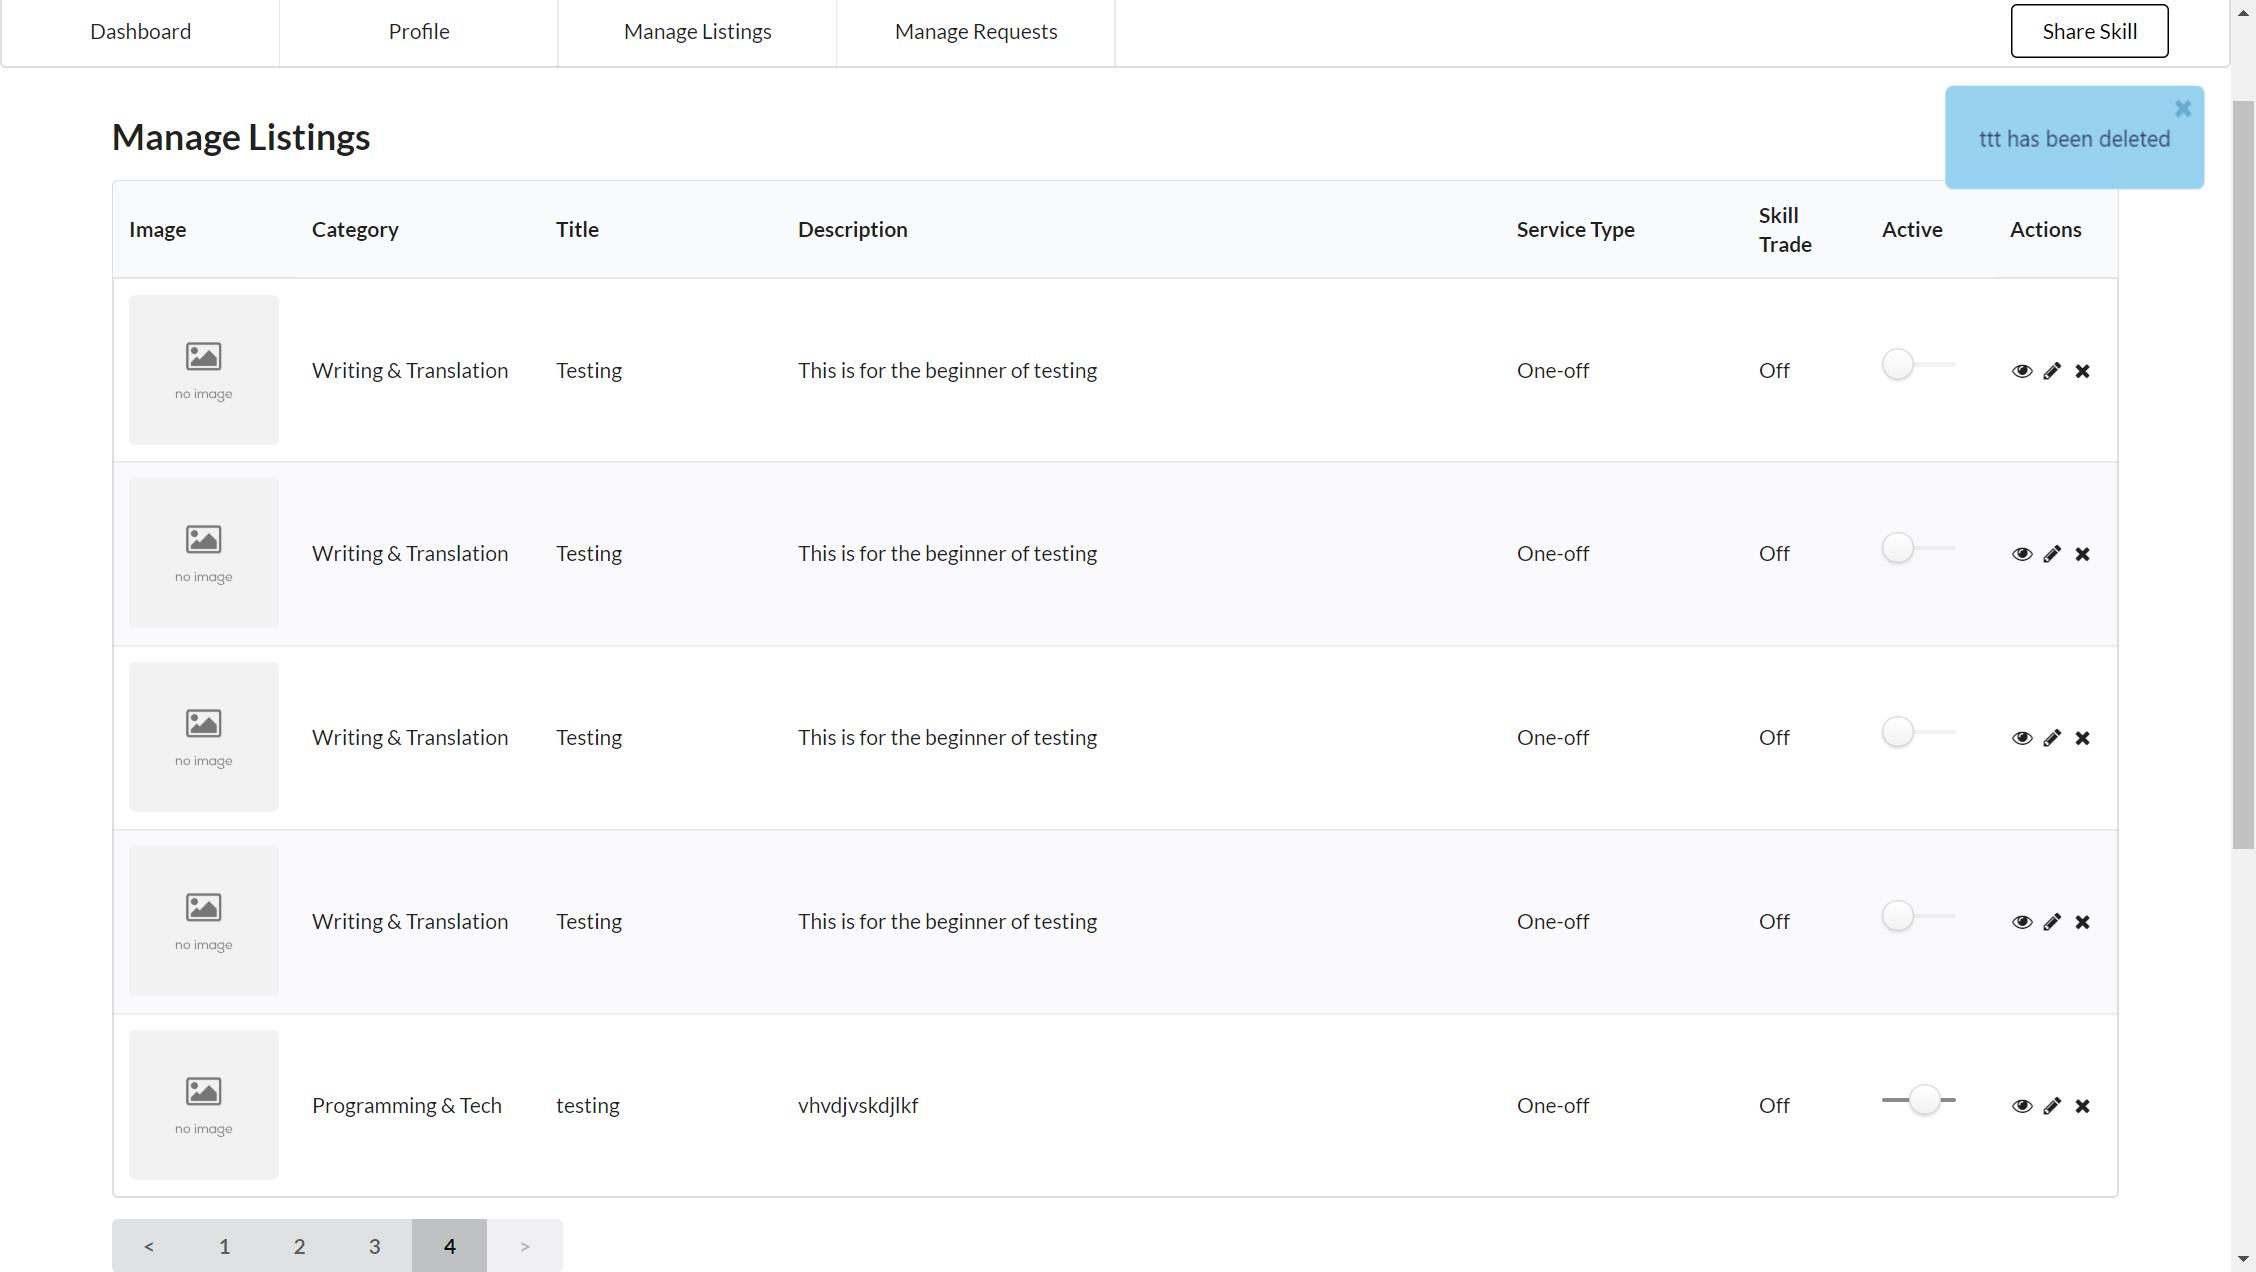 Dashboard
Profile
Manage Listings
Manage Requests
Share Skill
ttt has been deleted
Manage Listings
Image
Category
Title
Description
Service Type
Skill
Trade
Active
Actions
no image
Writing & Translation
Testing
This is for the beginner of testing
One-off
Off
no image
Writing & Translation
Testing
This is for the beginner of testing
One-off
Off
no image
Writing & Translation
Testing
This is for the beginner of testing
One-off
Off
no image
Writing & Translation
Testing
This is for the beginner of testing
One-off
Off
no image
Programming & Tech
testing
vhvdjvskdjlkf
One-off
Off
< 1 2 3 4 >